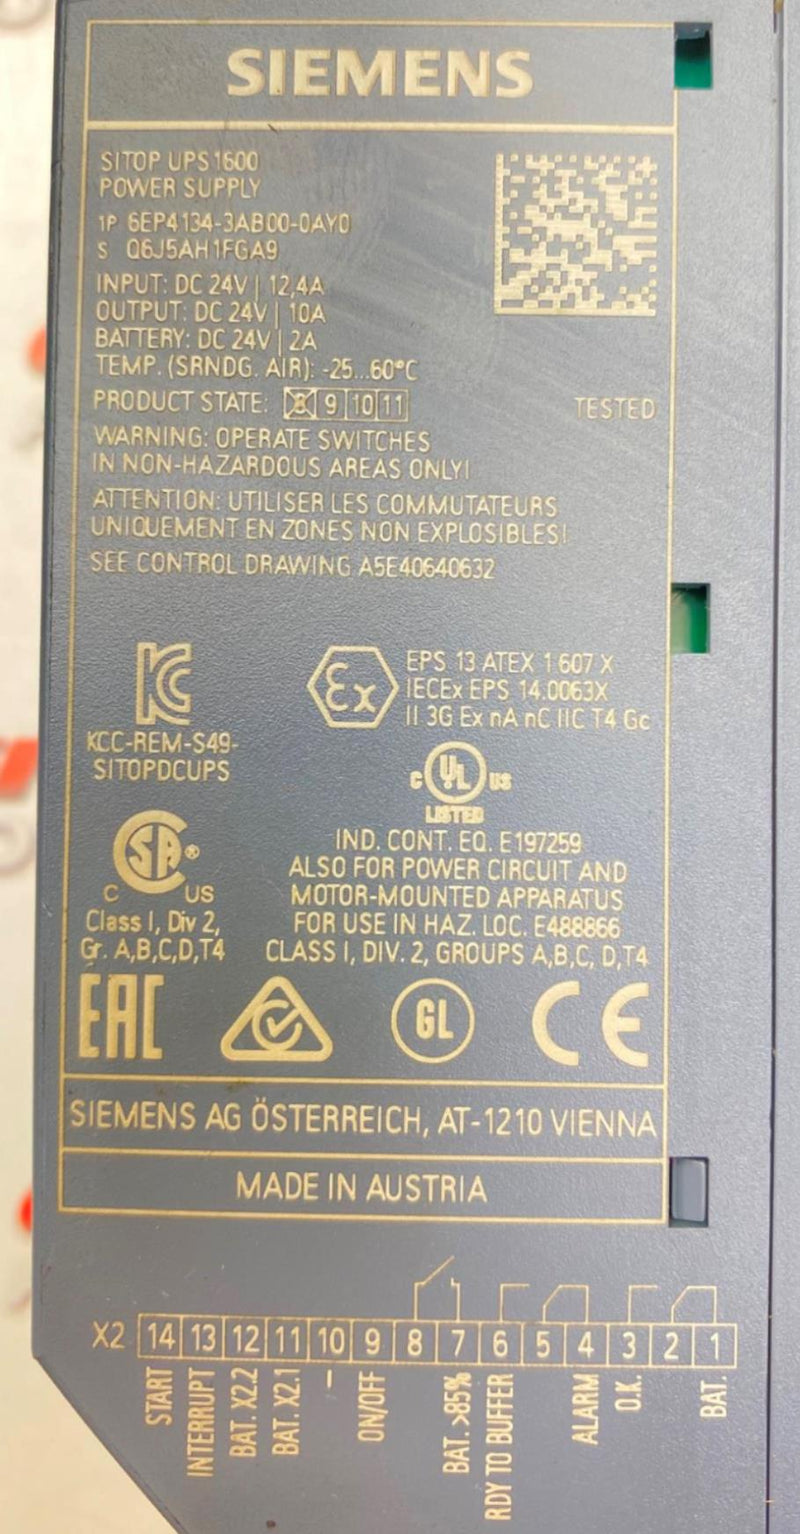 SIEMENS
SITOP UPS1600
POWER SUPPLY
1P 6EP4134-3AB00-0AY0
S Q6J5AH1FGA9
INPUT: DC 24V | 12,4A
OUTPUT: DC 24V | 10A
BATTERY: DC 24V | 2A
TEMP. (SRNDG. AIR): -25...60°C
PRODUCT STATE: 8 9 10 11
TESTED
WARNING: OPERATE SWITCHES
IN NON-HAZARDOUS AREAS ONLY!
ATTENTION: UTILISER LES COMMUTATEURS
UNIQUEMENT EN ZONES NON EXPLOSIBLES!
SEE CONTROL DRAWING A5E40640632
KC
KCC-REM-S49-
SITOPDCUPS
Ex
EPS 13 ATEX 1607 X
IECEx EPS 14.0063X
II 3G Ex nA nC IIC T4 Gc
C UL US
LISTED
IND. CONT. EQ. E197259
ALSO FOR POWER CIRCUIT AND
MOTOR-MOUNTED APPARATUS
FOR USE IN HAZ. LOC. E488866
CLASS I, DIV. 2, GROUPS A,B,C, D,T4
SA®
C US
Class I, Div 2,
Gr. A,B,C,D,T4
EAC
GL
CE
SIEMENS AG ÖSTERREICH, AT-1210 VIENNA
MADE IN AUSTRIA
X2 14 13 12 11 10 9 8 7 6 5 4 3 2 1
START
INTERRUPT
BAT. X2.2
BAT. X2.1
–
ON/OFF
BAT. >85%
RDY TO BUFFER
ALARM
O.K.
BAT.